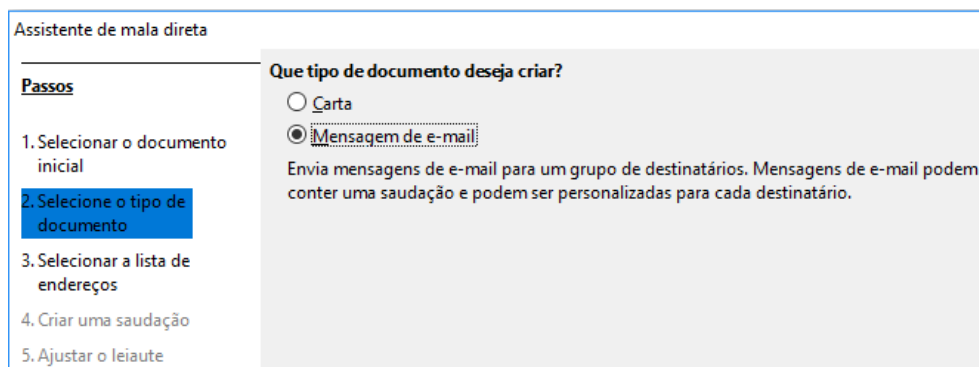 Assistente de mala direta
Passos
1. Selecionar o documento
inicial
2. Selecione o tipo de
documento
3. Selecionar a lista de
endereços
4. Criar uma saudação
5. Ajustar o leiaute
Que tipo de documento deseja criar?
Carta
Mensagem de e-mail
Envia mensagens de e-mail para um grupo de destinatários. Mensagens de e-mail podem
conter uma saudação e podem ser personalizadas para cada destinatário.